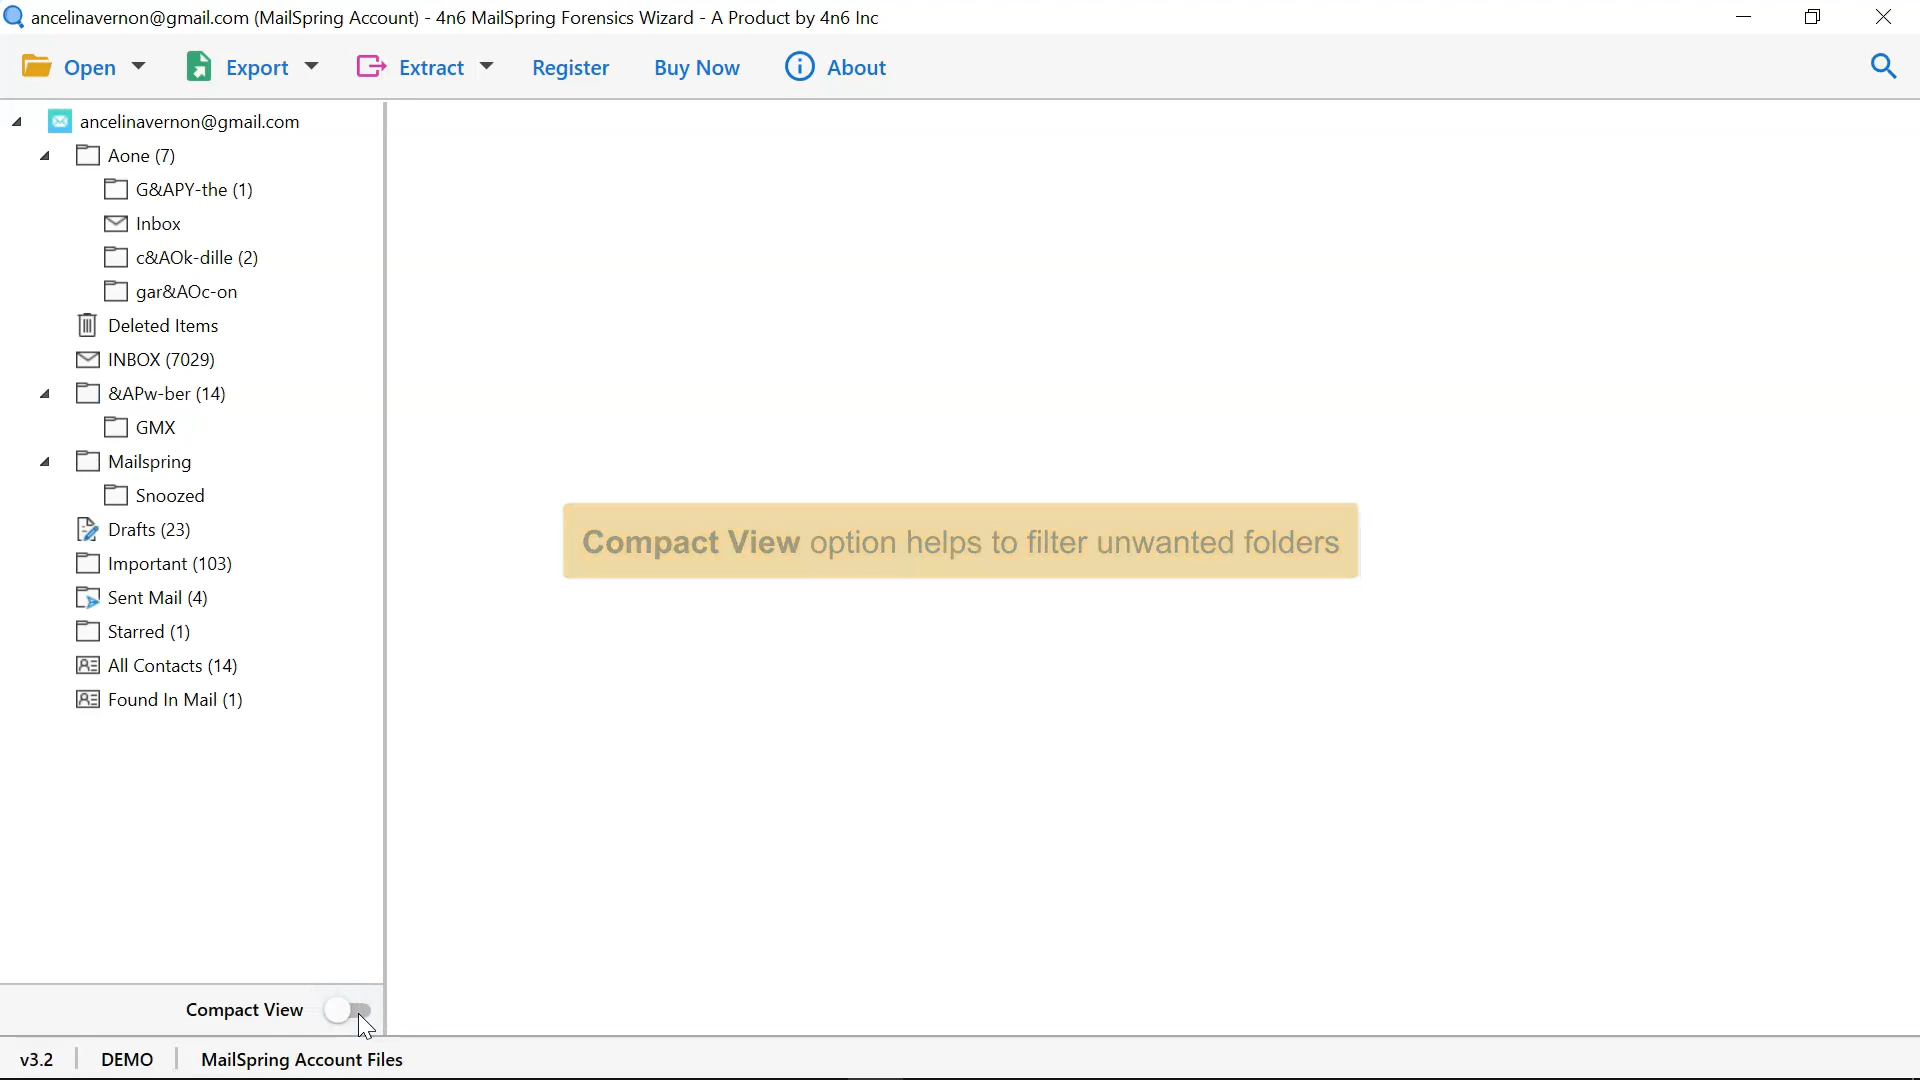 ancelinavernon@gmail.com (MailSpring Account) - 4n6 MailSpring Forensics Wizard - A Product by 4n6 Inc
Open Export Extract Register Buy Now About
ancelinavernon@gmail.com
Aone (7)
G&APY-the (1)
Inbox
c&AOk-dille (2)
gar&AOc-on
Deleted Items
INBOX (7029)
&APw-ber (14)
GMX
Mailspring
Snoozed
Drafts (23)
Important (103)
Sent Mail (4)
Starred (1)
All Contacts (14)
Found In Mail (1)
Compact View option helps to filter unwanted folders
Compact View
v3.2 DEMO MailSpring Account Files